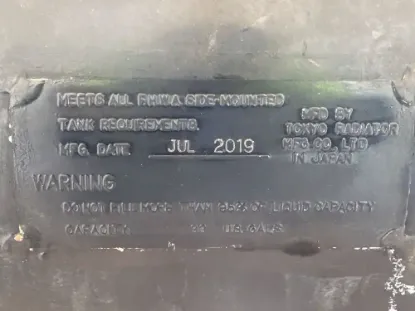 MEETS ALL F.H.W.A. SIDE-MOUNTED
TANK REQUIREMENTS.
MFG. DATE JUL 2019
MFD BY
TOKYO RADIATOR
MFG CO., LTD
IN JAPAN
WARNING
DO NOT FILL MORE THAN 95% OF LIQUID CAPACITY
CAPACITY U.S. GALS.